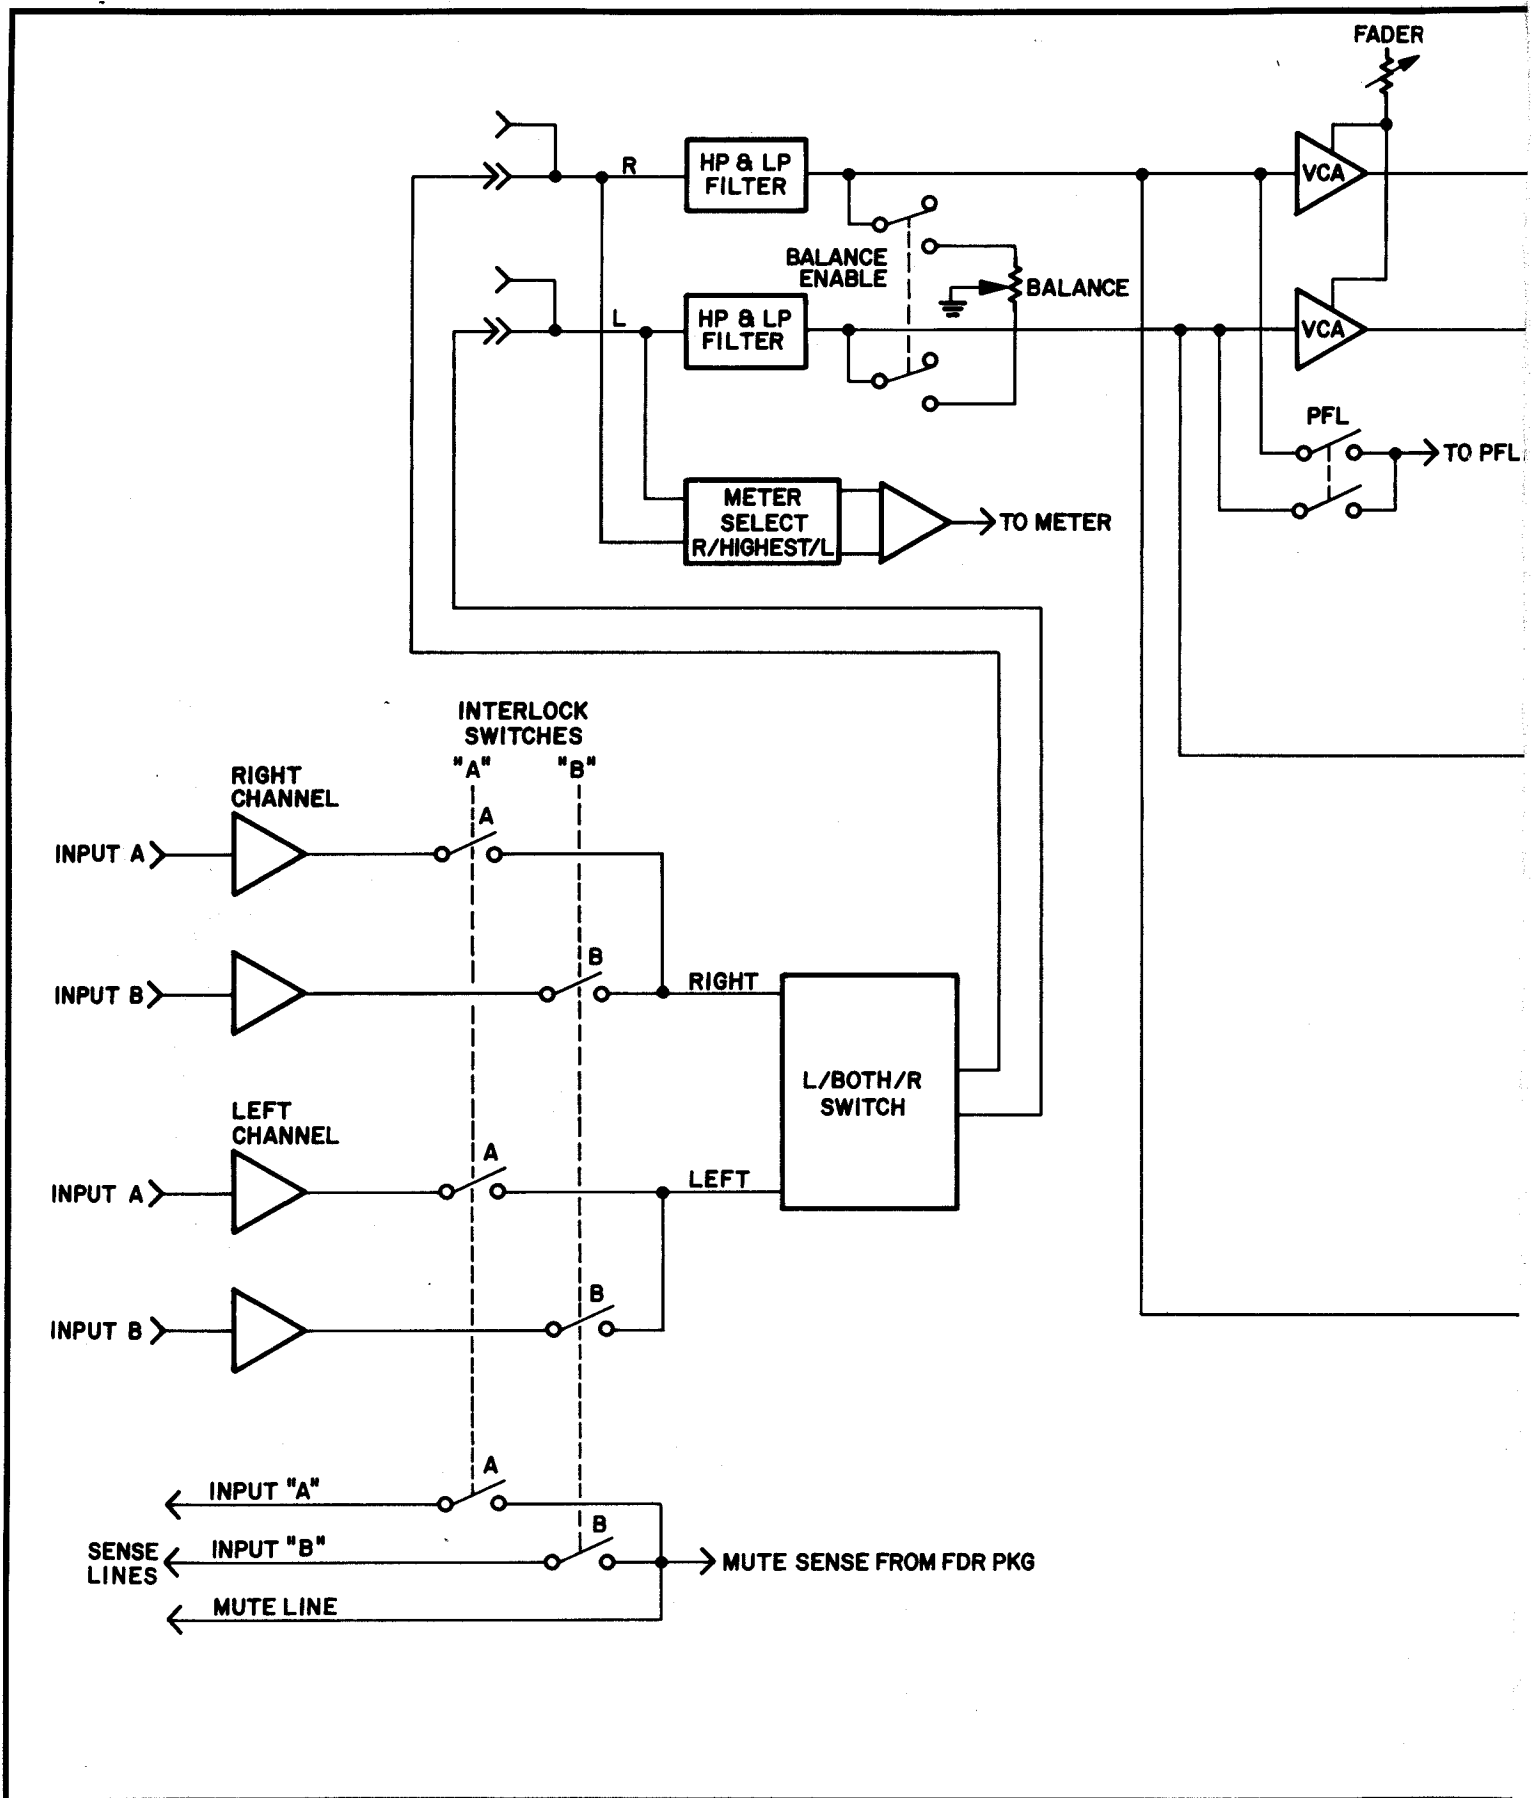 FADER
R
HP & LP
FILTER
VCA
BALANCE
ENABLE
BALANCE
L
HP & LP
FILTER
VCA
PFL
TO PFL
METER
SELECT
R/HIGHEST/L
TO METER
INTERLOCK
SWITCHES
"A" "B"
RIGHT
CHANNEL
A
INPUT A
B
INPUT B
RIGHT
L/BOTH/R
SWITCH
LEFT
CHANNEL
A
INPUT A
LEFT
B
INPUT B
A
INPUT "A"
B
SENSE
LINES
INPUT "B"
MUTE SENSE FROM FDR PKG
MUTE LINE